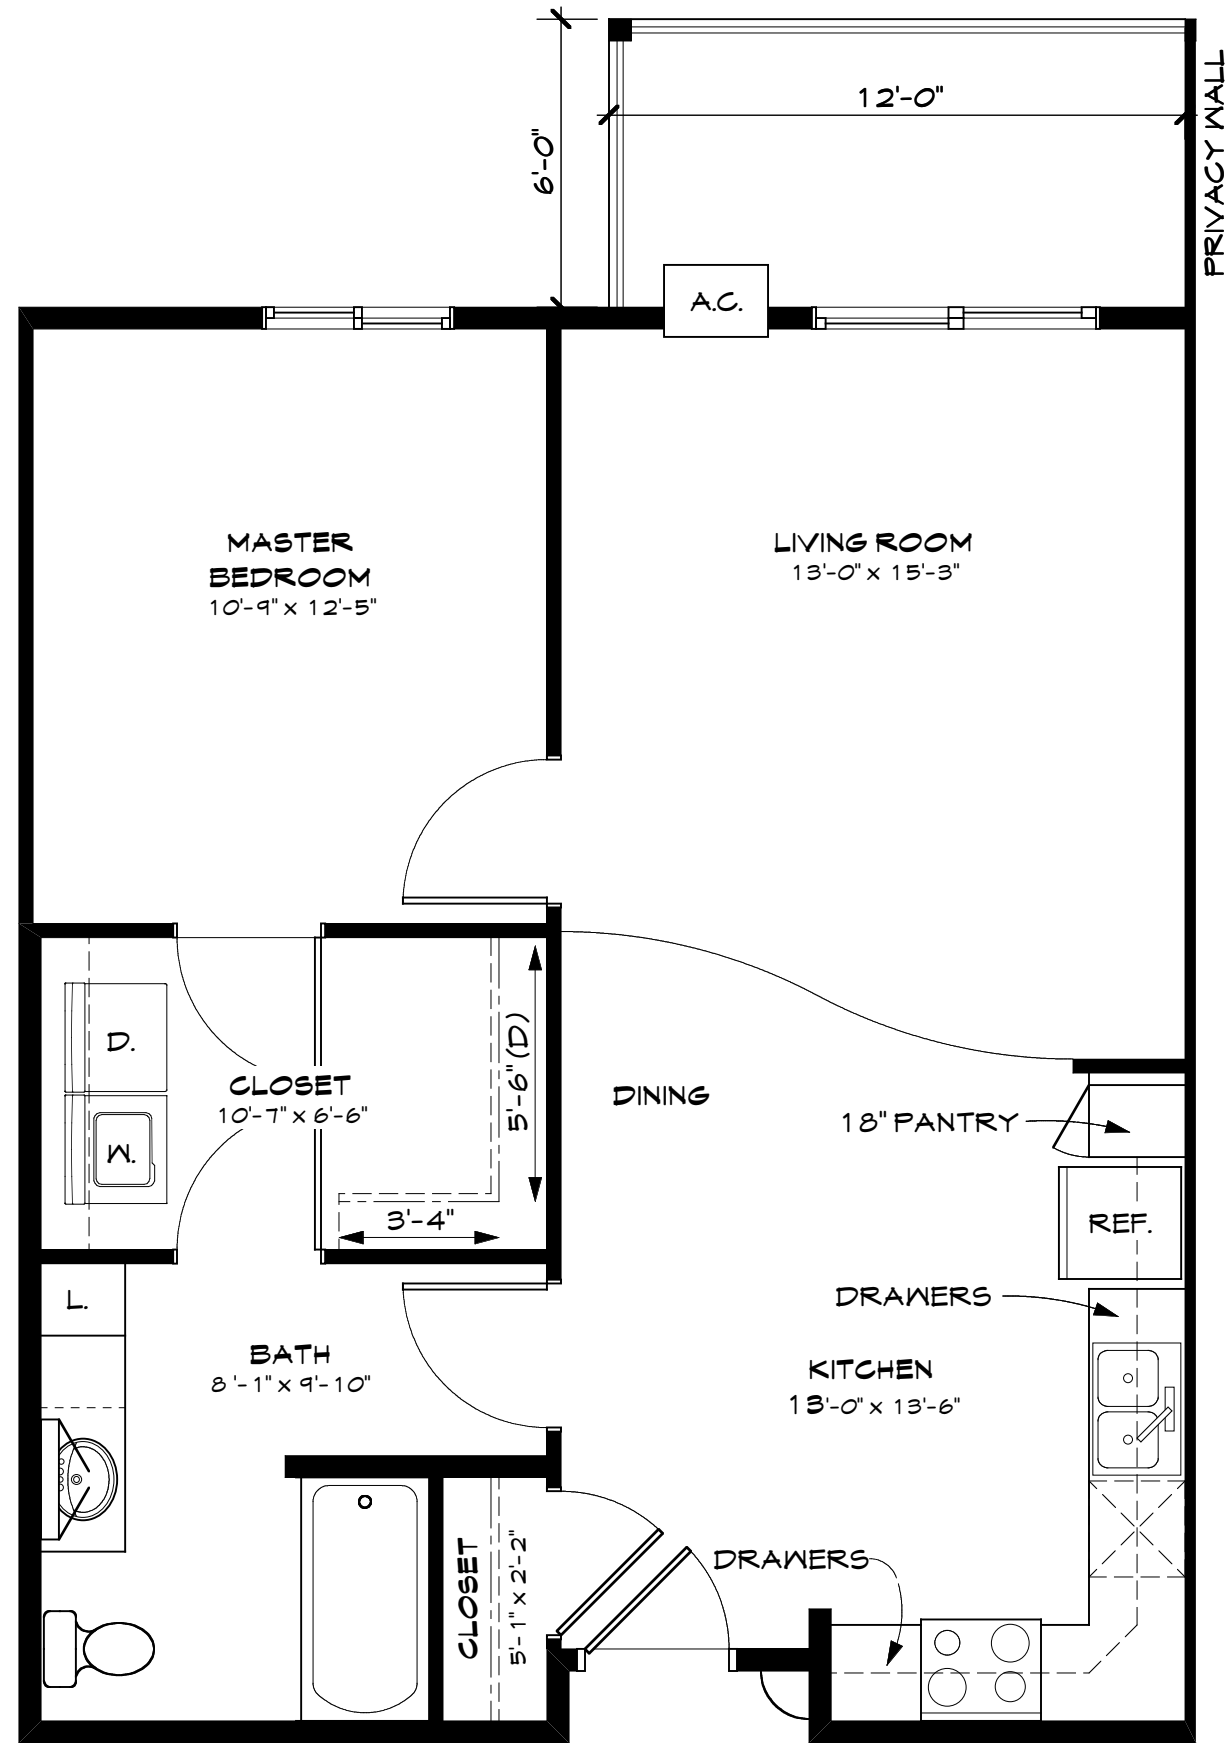 12'-0"
6'-0"
PRIVACY WALL
A.C.
MASTER
BEDROOM
10'-9" x 12'-5"
LIVING ROOM
13'-0" x 15'-3"
D.
CLOSET
10'-7" x 6'-6"
W.
5'-6" (D)
3'-4"
DINING
18" PANTRY
REF.
DRAWERS
L.
BATH
8'-1" x 9'-10"
KITCHEN
13'-0" x 13'-6"
CLOSET
5'-1" x 2'-2"
DRAWERS